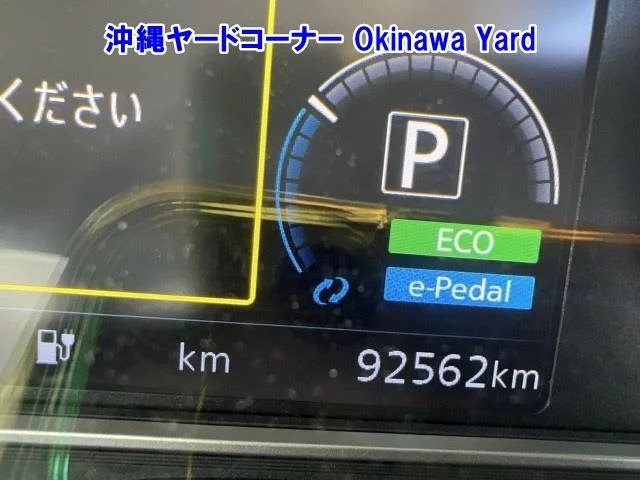 沖縄ヤードコーナー Okinawa Yard
ください
P
ECO
e-Pedal
km
92562km